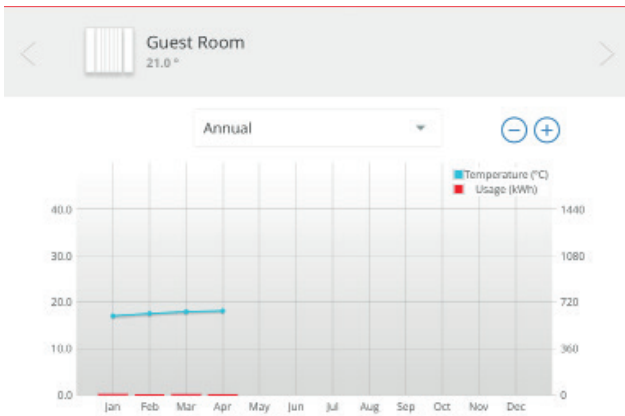 Guest Room
21.0 °
Annual
Temperature (°C)
Usage (kWh)
40.0 1440
30.0 1080
20.0 720
10.0 360
0.0 0
Jan Feb Mar Apr May Jun Jul Aug Sep Oct Nov Dec